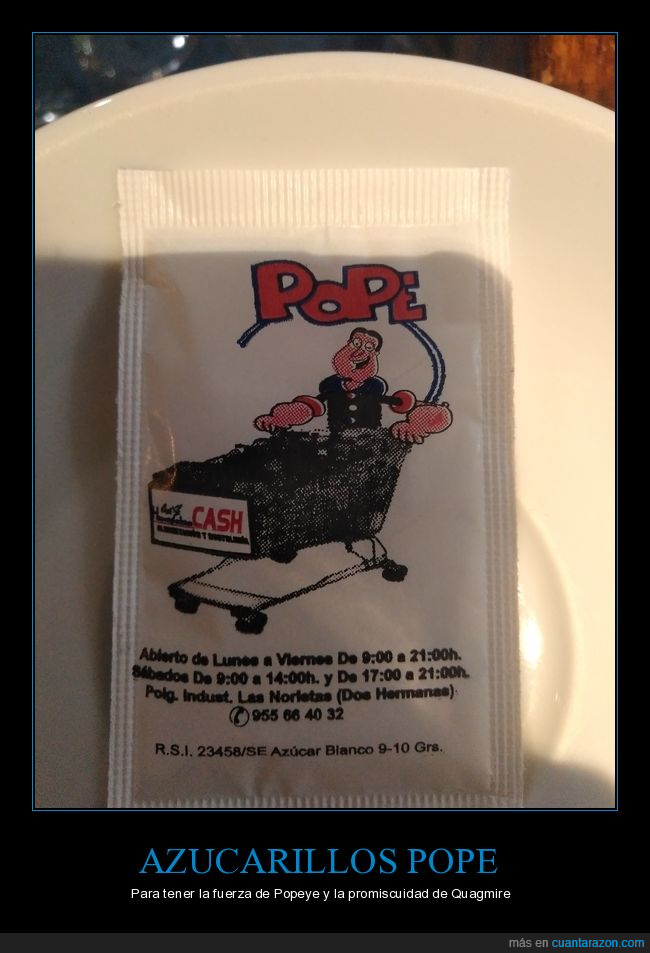 POPE
CASH
ALIMENTACIÓN Y HOSTELERÍA
Abierto de Lunes a Viernes De 9:00 a 21:00h.
Sábados De 9:00 a 14:00h. y De 17:00 a 21:00h.
Polg. Indust. Las Norietas (Dos Hermanas)
955 66 40 32
R.S.I. 23458/SE Azúcar Blanco 9-10 Grs.
AZUCARILLOS POPE
Para tener la fuerza de Popeye y la promiscuidad de Quagmire
más en cuantarazon.com